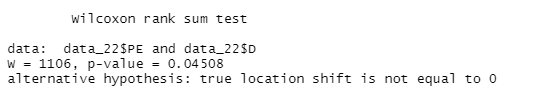 Wilcoxon rank sum test
data:  data_22$PE and data_22$D
W = 1106, p-value = 0.04508
alternative hypothesis: true location shift is not equal to 0